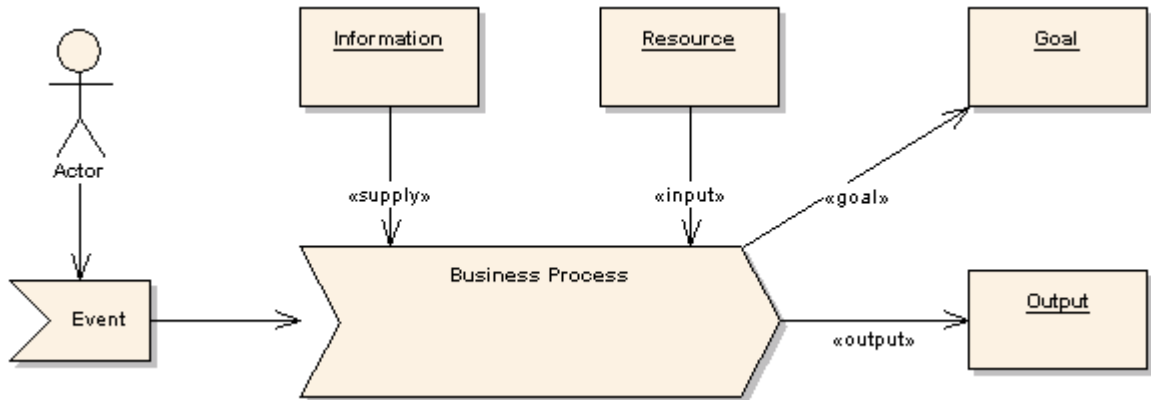 Information
Resource
Goal
Actor
«supply»
«input»
«goal»
Business Process
Event
Output
«output»